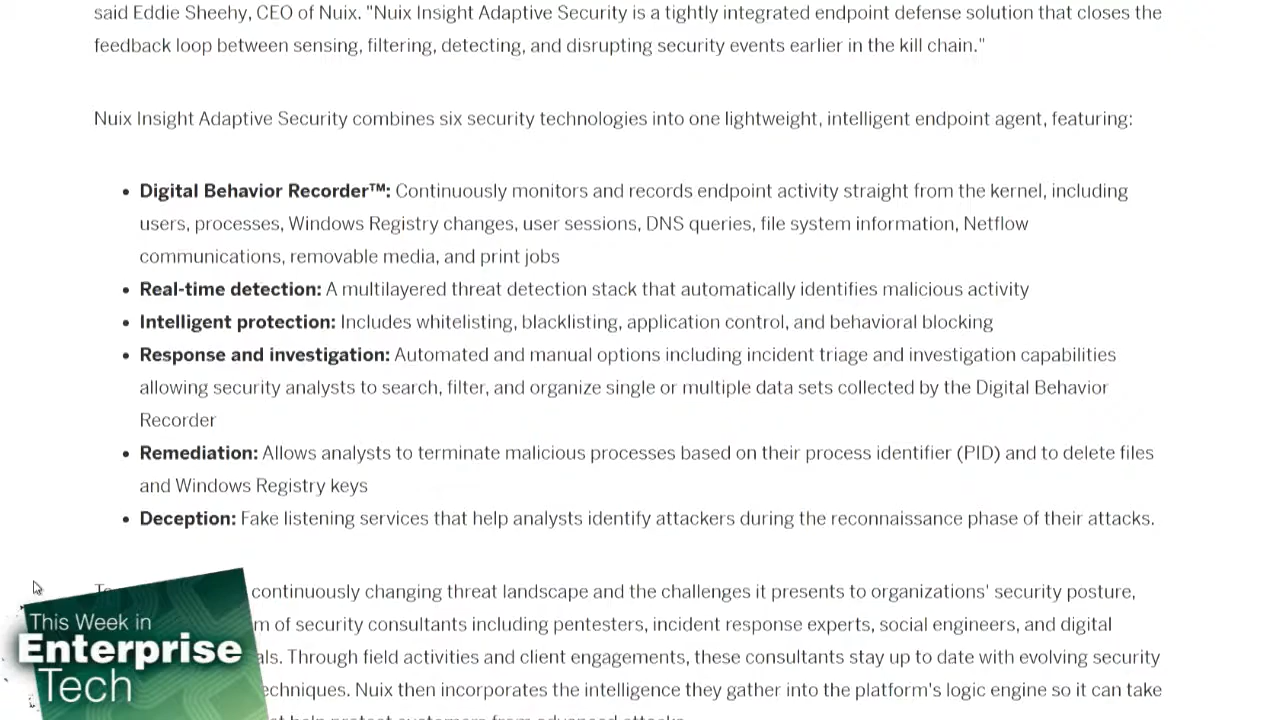 said Eddie Sheehy, CEO of Nuix. "Nuix Insight Adaptive Security is a tightly integrated endpoint defense solution that closes the
feedback loop between sensing, filtering, detecting, and disrupting security events earlier in the kill chain."
Nuix Insight Adaptive Security combines six security technologies into one lightweight, intelligent endpoint agent, featuring:
• Digital Behavior Recorder™: Continuously monitors and records endpoint activity straight from the kernel, including
users, processes, Windows Registry changes, user sessions, DNS queries, file system information, Netflow
communications, removable media, and print jobs
• Real-time detection: A multilayered threat detection stack that automatically identifies malicious activity
• Intelligent protection: Includes whitelisting, blacklisting, application control, and behavioral blocking
• Response and investigation: Automated and manual options including incident triage and investigation capabilities
allowing security analysts to search, filter, and organize single or multiple data sets collected by the Digital Behavior
Recorder
• Remediation: Allows analysts to terminate malicious processes based on their process identifier (PID) and to delete files
and Windows Registry keys
• Deception: Fake listening services that help analysts identify attackers during the reconnaissance phase of their attacks.
continuously changing threat landscape and the challenges it presents to organizations' security posture,
of security consultants including pentesters, incident response experts, social engineers, and digital
Through field activities and client engagements, these consultants stay up to date with evolving security
Nuix then incorporates the intelligence they gather into the platform's logic engine so it can take
This Week in
Enterprise
Tech